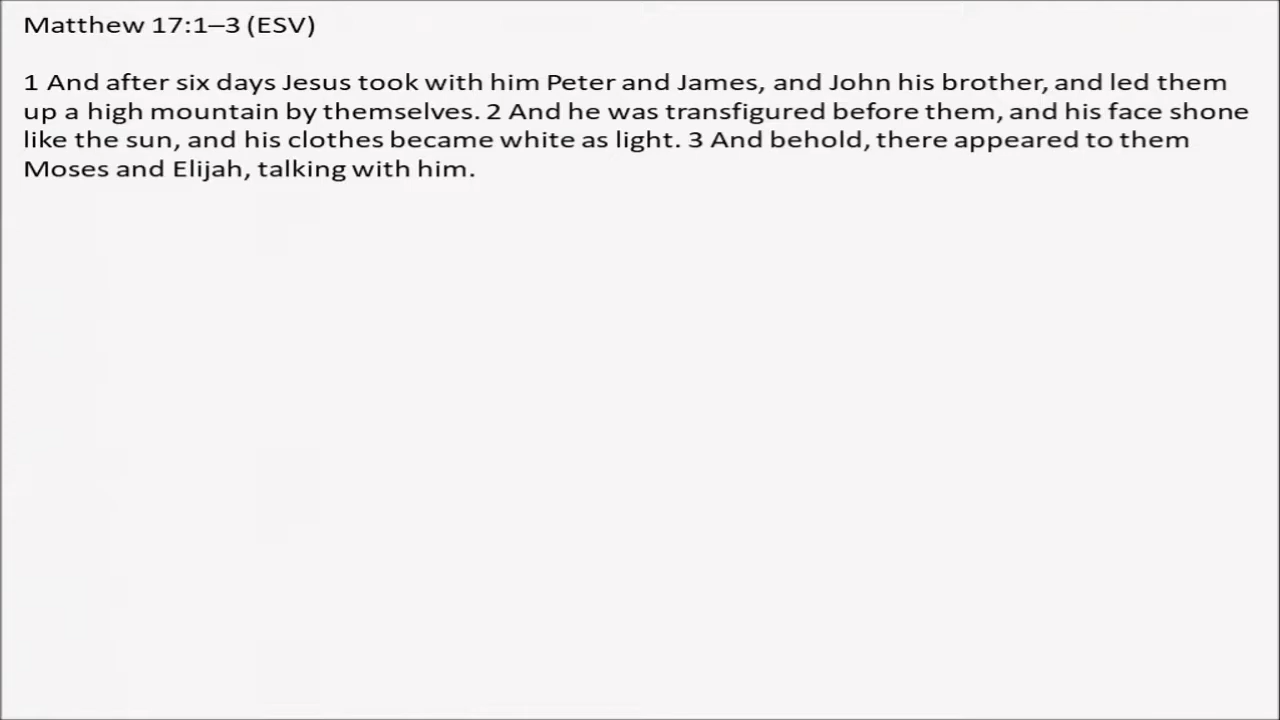 Matthew 17:1–3 (ESV)
1 And after six days Jesus took with him Peter and James, and John his brother, and led them
up a high mountain by themselves. 2 And he was transfigured before them, and his face shone
like the sun, and his clothes became white as light. 3 And behold, there appeared to them
Moses and Elijah, talking with him.